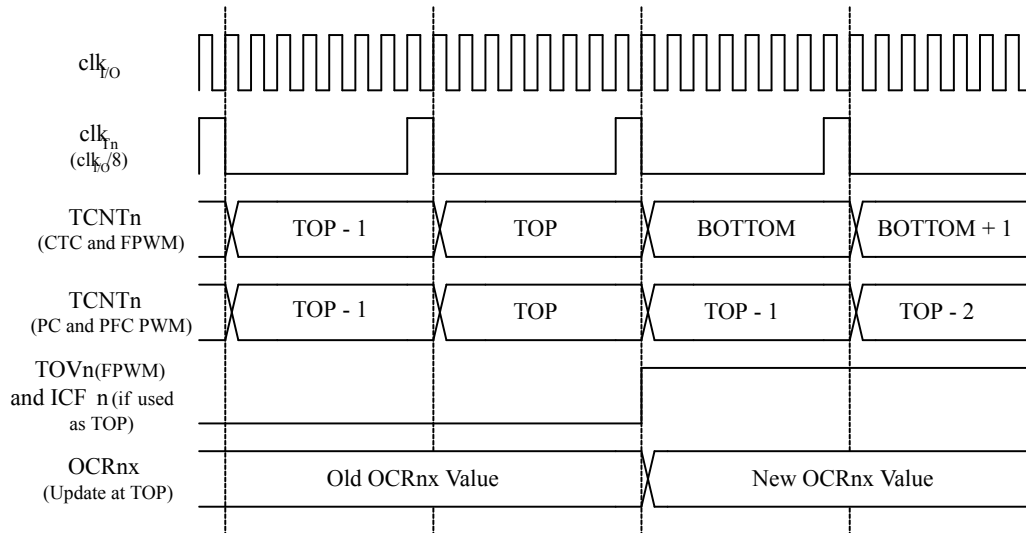 clkI/O
clkTn
(clkI/O/8)
TCNTn
(CTC and FPWM)
TOP - 1
TOP
BOTTOM
BOTTOM + 1
TCNTn
(PC and PFC PWM)
TOP - 1
TOP
TOP - 1
TOP - 2
TOVn(FPWM)
and ICF n (if used
as TOP)
OCRnx
(Update at TOP)
Old OCRnx Value
New OCRnx Value